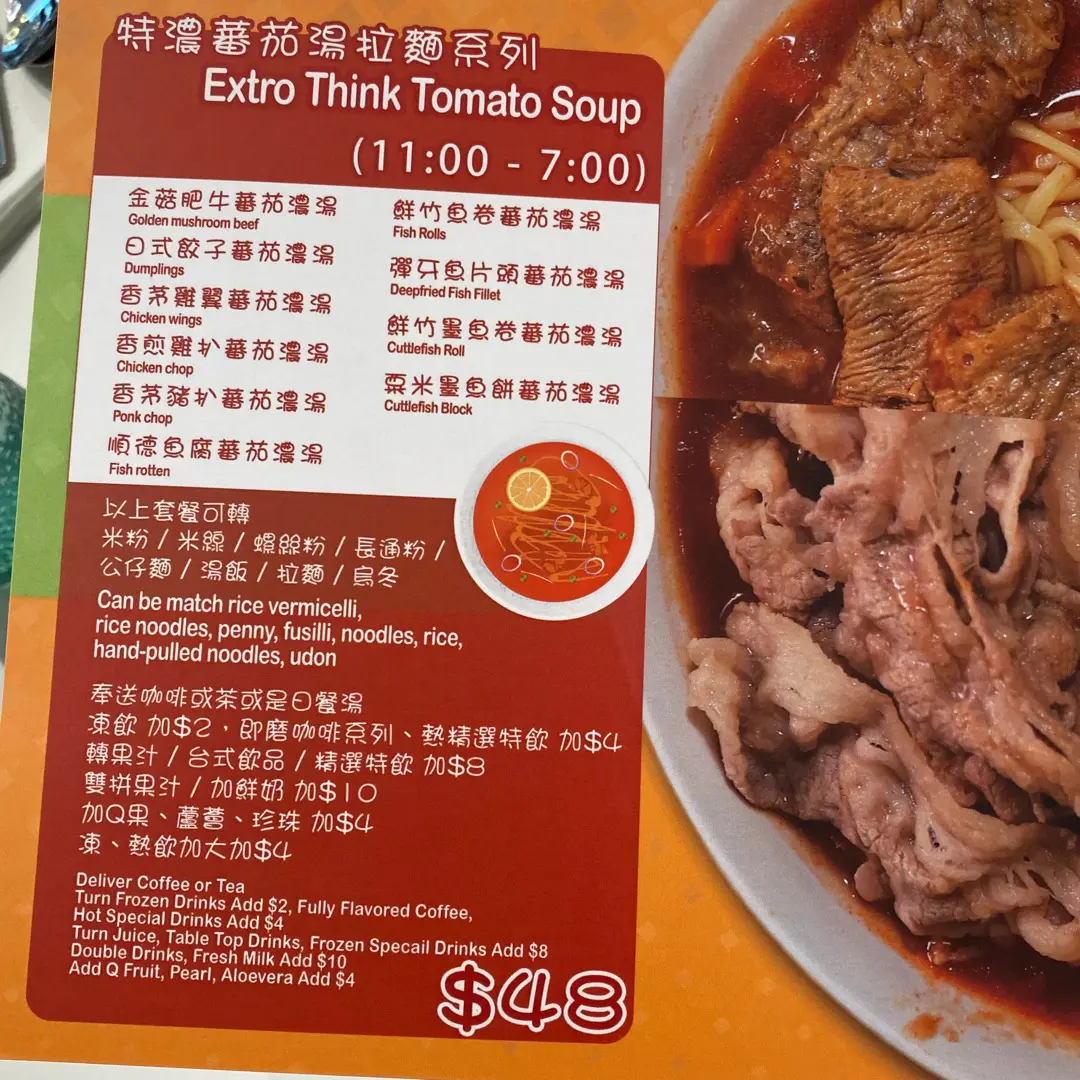 特濃蕃茄湯拉麵系列
Extro Think Tomato Soup
(11:00 - 7:00)
金菇肥牛蕃茄濃湯
Golden mushroom beef
日式餃子蕃茄濃湯
Dumplings
香茅雞翼蕃茄濃湯
Chicken wings
香煎雞扒蕃茄濃湯
Chicken chop
香茅豬扒蕃茄濃湯
Ponk chop
順德魚腐蕃茄濃湯
Fish rotten
鮮竹魚卷蕃茄濃湯
Fish Rolls
彈牙魚片頭蕃茄濃湯
Deepfried Fish Fillet
鮮竹墨魚卷蕃茄濃湯
Cuttlefish Roll
粟米墨魚餅蕃茄濃湯
Cuttlefish Block
以上套餐可轉
米粉 / 米線 / 螺絲粉 / 長通粉 /
公仔麵 / 湯飯 / 拉麵 / 烏冬
Can be match rice vermicelli,
rice noodles, penny, fusilli, noodles, rice,
hand-pulled noodles, udon
奉送咖啡或茶或是日餐湯
凍飲 加$2，即磨咖啡系列、熱精選特飲 加$4
轉果汁 / 台式飲品 / 精選特飲 加$8
雙拼果汁 / 加鮮奶 加$10
加Q果、蘆薈、珍珠 加$4
凍、熱飲加大加$4
Deliver Coffee or Tea
Turn Frozen Drinks Add $2, Fully Flavored Coffee,
Hot Special Drinks Add $4
Turn Juice, Table Top Drinks, Frozen Specail Drinks Add $8
Double Drinks, Fresh Milk Add $10
Add Q Fruit, Pearl, Aloevera Add $4
$48